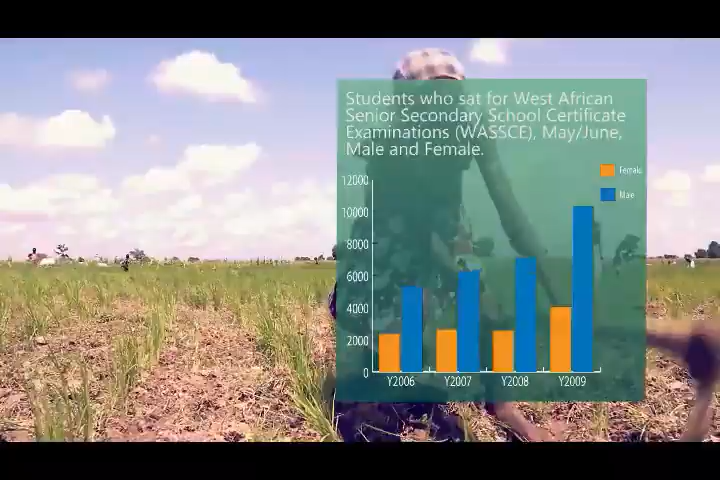 Students who sat for West African
Senior Secondary School Certificate
Examinations (WASSCE), May/June,
Male and Female.
Female
Male
12000
10000
8000
6000
4000
2000
0
Y2006 Y2007 Y2008 Y2009